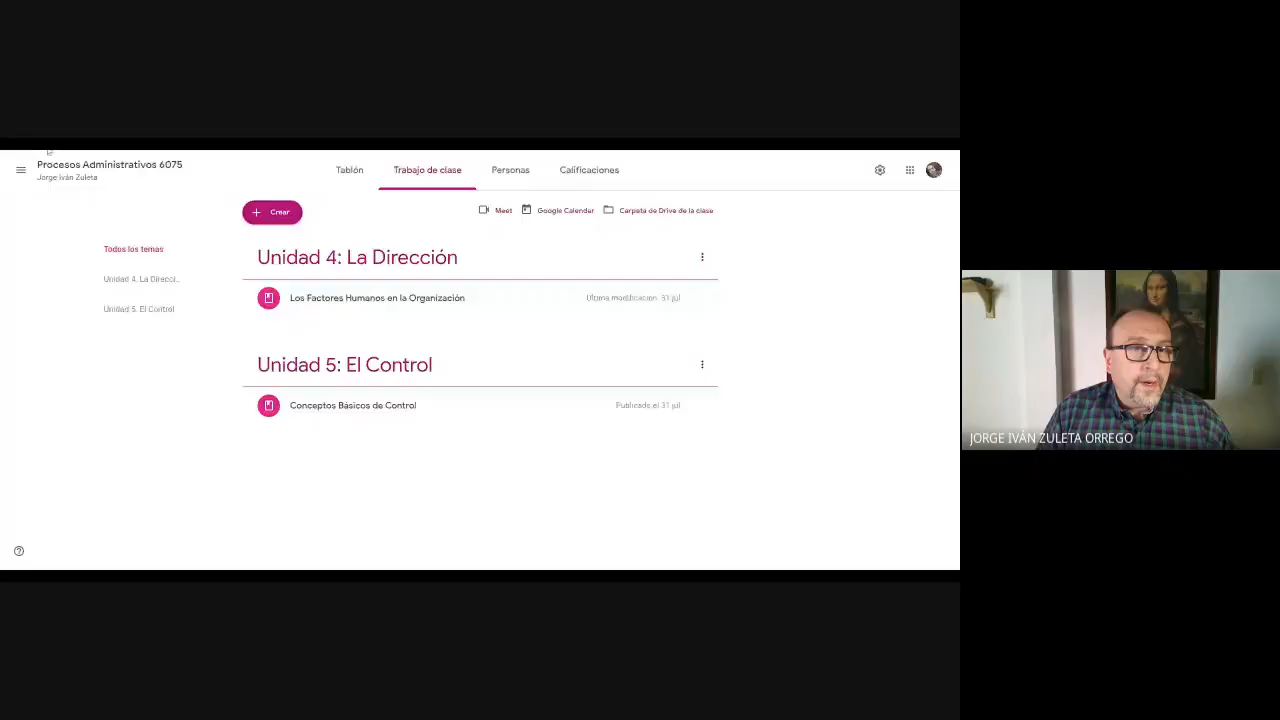 Procesos Administrativos 6075
Jorge Iván Zuleta
Tablón
Trabajo de clase
Personas
Calificaciones
Crear
Meet
Google Calendar
Carpeta de Drive de la clase
Todos los temas
Unidad 4. La Direcci..
Unidad 5. El Control
Unidad 4: La Dirección
Los Factores Humanos en la Organización
Última modificación: 31 jul
Unidad 5: El Control
Conceptos Básicos de Control
Publicado el 31 jul
JORGE IVÁN ZULETA ORREGO